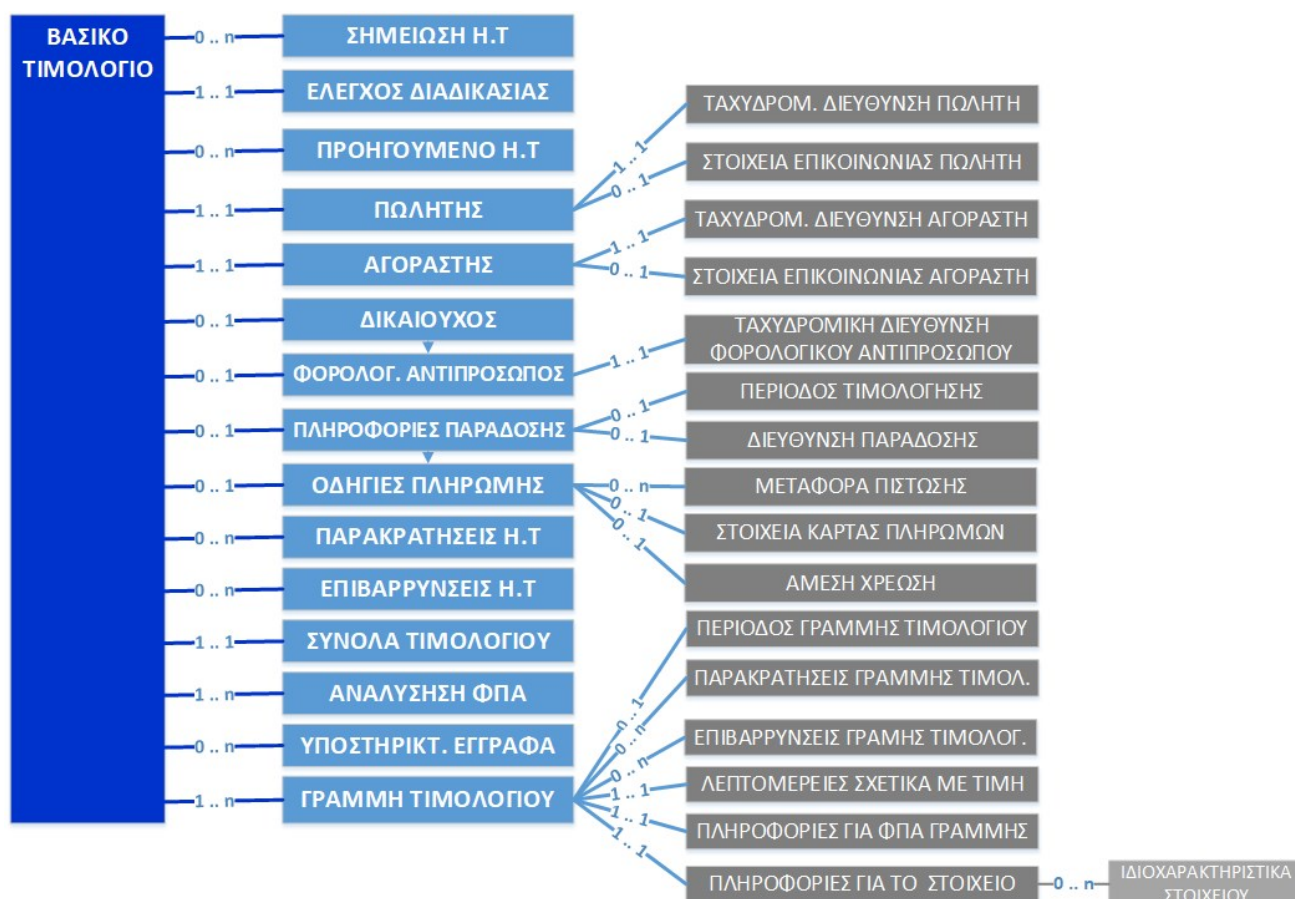 ΒΑΣΙΚΟ
ΤΙΜΟΛΟΓΙΟ
0 .. n
ΣΗΜΕΙΩΣΗ Η.Τ
1 .. 1
ΕΛΕΓΧΟΣ ΔΙΑΔΙΚΑΣΙΑΣ
0 .. n
ΠΡΟΗΓΟΥΜΕΝΟ Η.Τ
1 .. 1
ΠΩΛΗΤΗΣ
1 .. 1
ΤΑΧΥΔΡΟΜ. ΔΙΕΥΘΥΝΣΗ ΠΩΛΗΤΗ
0 .. 1
ΣΤΟΙΧΕΙΑ ΕΠΙΚΟΙΝΩΝΙΑΣ ΠΩΛΗΤΗ
1 .. 1
ΑΓΟΡΑΣΤΗΣ
1 .. 1
ΤΑΧΥΔΡΟΜ. ΔΙΕΥΘΥΝΣΗ ΑΓΟΡΑΣΤΗ
0 .. 1
ΣΤΟΙΧΕΙΑ ΕΠΙΚΟΙΝΩΝΙΑΣ ΑΓΟΡΑΣΤΗ
0 .. 1
ΔΙΚΑΙΟΥΧΟΣ
0 .. 1
ΦΟΡΟΛΟΓ. ΑΝΤΙΠΡΟΣΩΠΟΣ
1 .. 1
ΤΑΧΥΔΡΟΜΙΚΗ ΔΙΕΥΘΥΝΣΗ
ΦΟΡΟΛΟΓΙΚΟΥ ΑΝΤΙΠΡΟΣΩΠΟΥ
0 .. 1
ΠΛΗΡΟΦΟΡΙΕΣ ΠΑΡΑΔΟΣΗΣ
0 .. 1
ΠΕΡΙΟΔΟΣ ΤΙΜΟΛΟΓΗΣΗΣ
0 .. 1
ΔΙΕΥΘΥΝΣΗ ΠΑΡΑΔΟΣΗΣ
0 .. 1
ΟΔΗΓΙΕΣ ΠΛΗΡΩΜΗΣ
0 .. n
ΜΕΤΑΦΟΡΑ ΠΙΣΤΩΣΗΣ
0 .. 1
ΣΤΟΙΧΕΙΑ ΚΑΡΤΑΣ ΠΛΗΡΩΜΩΝ
0 .. 1
ΑΜΕΣΗ ΧΡΕΩΣΗ
0 .. n
ΠΑΡΑΚΡΑΤΗΣΕΙΣ Η.Τ
0 .. n
ΕΠΙΒΑΡΡΥΝΣΕΙΣ Η.Τ
1 .. 1
ΣΥΝΟΛΑ ΤΙΜΟΛΟΓΙΟΥ
1 .. n
ΑΝΑΛΥΣΗΣΗ ΦΠΑ
0 .. n
ΥΠΟΣΤΗΡΙΚΤ. ΕΓΓΡΑΦΑ
1 .. n
ΓΡΑΜΜΗ ΤΙΜΟΛΟΓΙΟΥ
n .. 1
ΠΕΡΙΟΔΟΣ ΓΡΑΜΜΗΣ ΤΙΜΟΛΟΓΙΟΥ
0 .. n
ΠΑΡΑΚΡΑΤΗΣΕΙΣ ΓΡΑΜΜΗΣ ΤΙΜΟΛ.
0 .. n
ΕΠΙΒΑΡΡΥΝΣΕΙΣ ΓΡΑΜΗΣ ΤΙΜΟΛΟΓ.
1 .. 1
ΛΕΠΤΟΜΕΡΕΙΕΣ ΣΧΕΤΙΚΑ ΜΕ ΤΙΜΗ
1 .. 1
ΠΛΗΡΟΦΟΡΙΕΣ ΓΙΑ ΦΠΑ ΓΡΑΜΜΗΣ
1 .. 1
ΠΛΗΡΟΦΟΡΙΕΣ ΓΙΑ ΤΟ ΣΤΟΙΧΕΙΟ
0 .. n
ΙΔΙΟΧΑΡΑΚΤΗΡΙΣΤΙΚΑ
ΣΤΟΙΧΕΙΟΥ